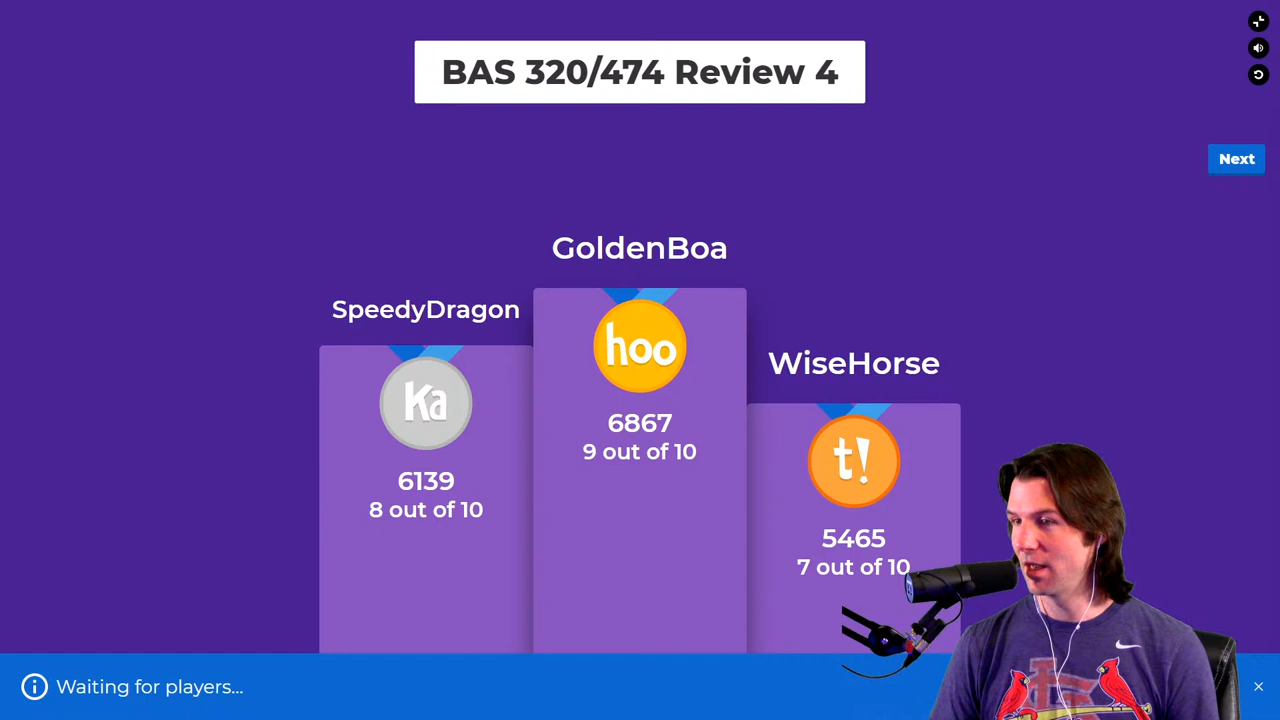 BAS 320/474 Review 4
Next
GoldenBoa
SpeedyDragon
WiseHorse
hoo
Ka
t!
6867
9 out of 10
6139
8 out of 10
5465
7 out of 10
Waiting for players...